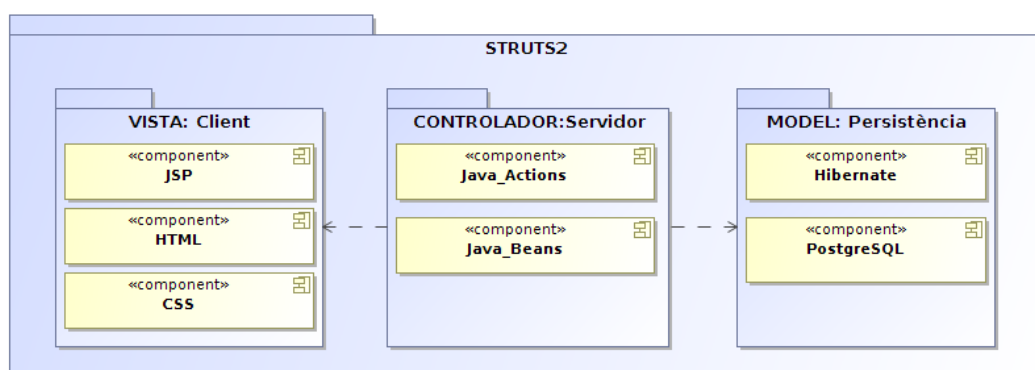 STRUTS2
VISTA: Client
«component»
JSP
«component»
HTML
«component»
CSS
CONTROLADOR:Servidor
«component»
Java_Actions
«component»
Java_Beans
MODEL: Persistència
«component»
Hibernate
«component»
PostgreSQL